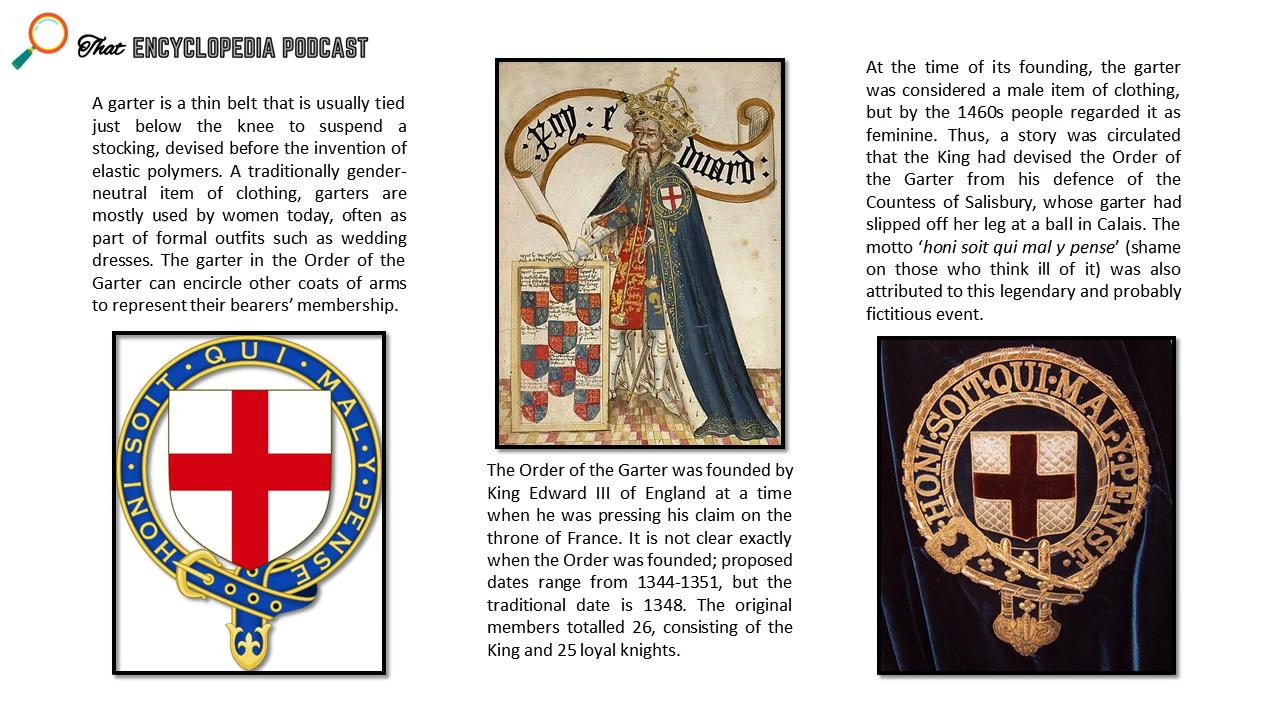 That ENCYCLOPEDIA PODCAST
A garter is a thin belt that is usually tied
just below the knee to suspend a
stocking, devised before the invention of
elastic polymers. A traditionally gender-
neutral item of clothing, garters are
mostly used by women today, often as
part of formal outfits such as wedding
dresses. The garter in the Order of the
Garter can encircle other coats of arms
to represent their bearers’ membership.
HONI·SOIT·QUI·MAL·Y·PENSE
Roy : e
duard :
The Order of the Garter was founded by
King Edward III of England at a time
when he was pressing his claim on the
throne of France. It is not clear exactly
when the Order was founded; proposed
dates range from 1344-1351, but the
traditional date is 1348. The original
members totalled 26, consisting of the
King and 25 loyal knights.
At the time of its founding, the garter
was considered a male item of clothing,
but by the 1460s people regarded it as
feminine. Thus, a story was circulated
that the King had devised the Order of
the Garter from his defence of the
Countess of Salisbury, whose garter had
slipped off her leg at a ball in Calais. The
motto ‘honi soit qui mal y pense’ (shame
on those who think ill of it) was also
attributed to this legendary and probably
fictitious event.
HONI·SOIT·QUI·MAL·Y·PENSE·